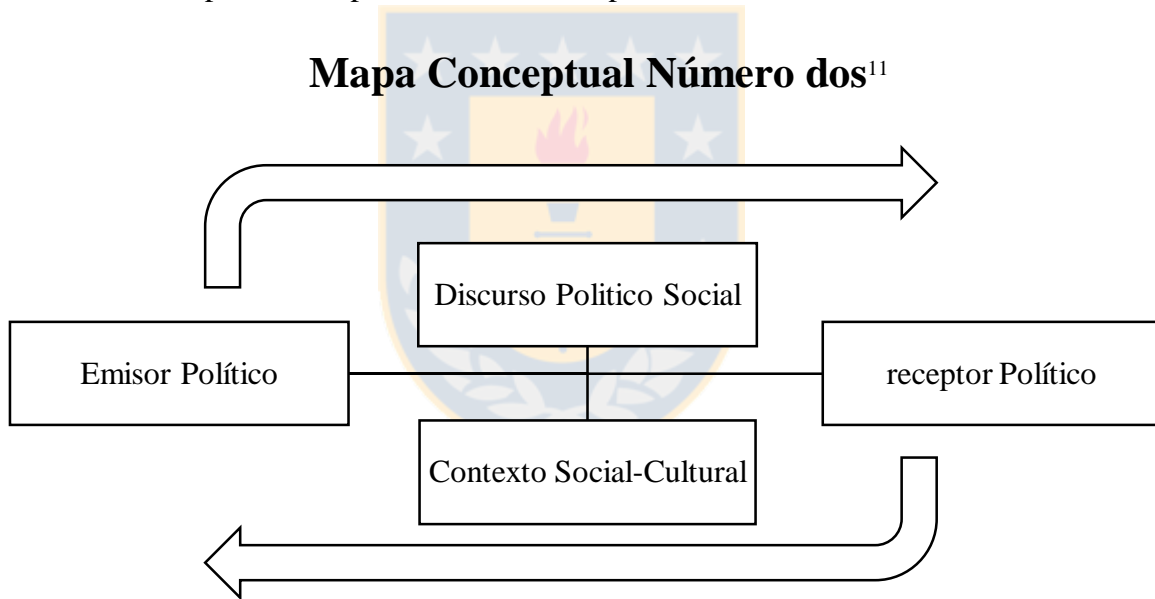 Mapa Conceptual Número dos11
Discurso Politico Social
Emisor Político
receptor Político
Contexto Social-Cultural